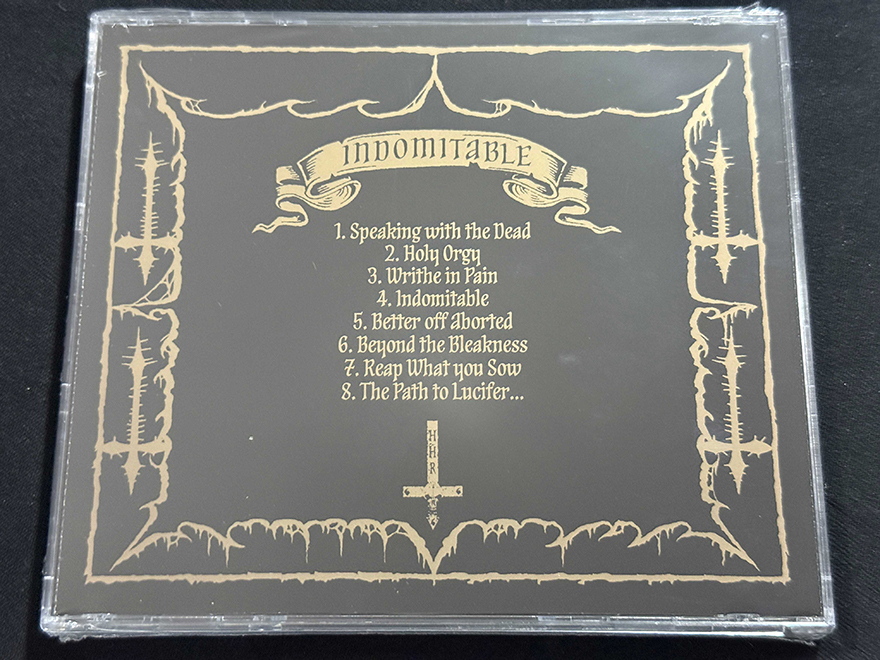 INDOMITABLE
1. Speaking with the Dead
2. Holy Orgy
3. Writhe in Pain
4. Indomitable
5. Better off Aborted
6. Beyond the Bleakness
7. Reap What you Sow
8. The Path to Lucifer...
H
H
R